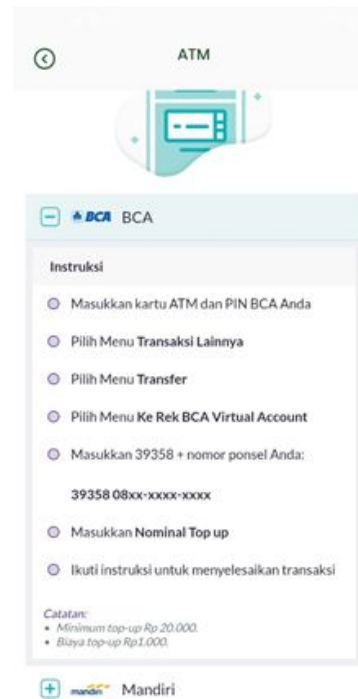 ATM
BCA BCA
Instruksi
Masukkan kartu ATM dan PIN BCA Anda
Pilih Menu Transaksi Lainnya
Pilih Menu Transfer
Pilih Menu Ke Rek BCA Virtual Account
Masukkan 39358 + nomor ponsel Anda:
39358 08xx-xxxx-xxxx
Masukkan Nominal Top up
Ikuti instruksi untuk menyelesaikan transaksi
Catatan:
• Minimum top-up Rp 20.000.
• Biaya top-up Rp1.000.
mandiri Mandiri